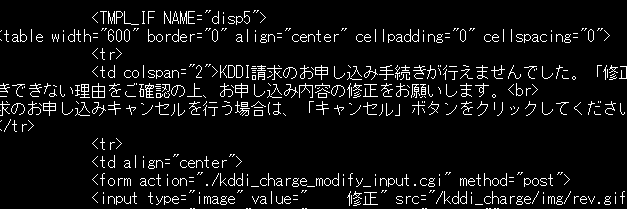 <TMPL_IF NAME="disp5">
<table width="600" border="0" align="center" cellpadding="0" cellspacing="0">
<tr>
<td colspan="2">KDDI請求のお申し込み手続きが行えませんでした。「修正
きできない理由をご確認の上、お申し込み内容の修正をお願いします。<br>
求のお申し込みキャンセルを行う場合は、「キャンセル」ボタンをクリックしてください
</tr>
<tr>
<td align="center">
<form action="./kddi_charge_modify_input.cgi" method="post">
<input type="image" value="　　修正" src="/kddi_charge/img/rev.gif